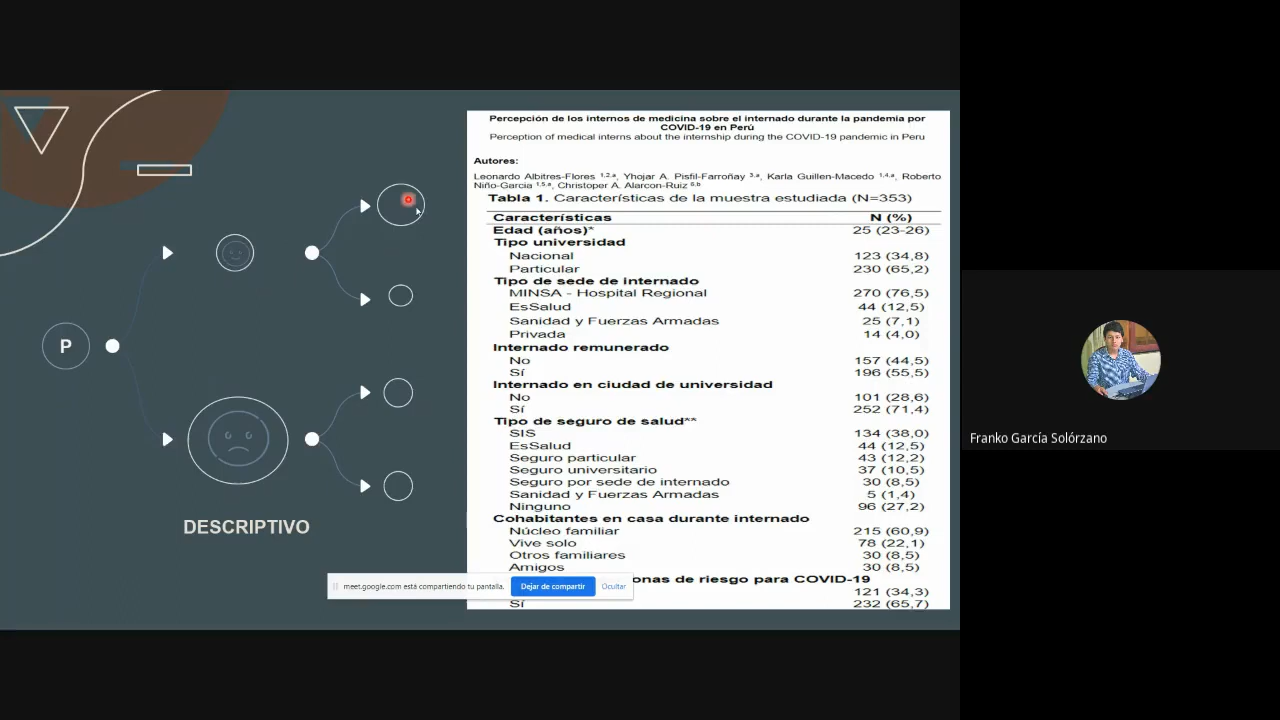 P
DESCRIPTIVO
Percepción de los internos de medicina sobre el internado durante la pandemia por
COVID-19 en Perú
Perception of medical interns about the internship during the COVID-19 pandemic in Peru
Autores:
Leonardo Albitres-Flores 1,2,a, Yhojar A. Pisfil-Farroñay 3,a, Karla Guillen-Macedo 1,4,a, Roberto
Niño-Garcia 1,5,a, Christoper A. Alarcon-Ruiz 6,b
Tabla 1. Características de la muestra estudiada (N=353)
Características N (%)
Edad (años)* 25 (23-26)
Tipo universidad
Nacional 123 (34,8)
Particular 230 (65,2)
Tipo de sede de internado
MINSA - Hospital Regional 270 (76,5)
EsSalud 44 (12,5)
Sanidad y Fuerzas Armadas 25 (7,1)
Privada 14 (4,0)
Internado remunerado
No 157 (44,5)
Sí 196 (55,5)
Internado en ciudad de universidad
No 101 (28,6)
Sí 252 (71,4)
Tipo de seguro de salud**
SIS 134 (38,0)
EsSalud 44 (12,5)
Seguro particular 43 (12,2)
Seguro universitario 37 (10,5)
Seguro por sede de internado 30 (8,5)
Sanidad y Fuerzas Armadas 5 (1,4)
Ninguno 96 (27,2)
Cohabitantes en casa durante internado
Núcleo familiar 215 (60,9)
Vive solo 78 (22,1)
Otros familiares 30 (8,5)
Amigos 30 (8,5)
de riesgo para COVID-19
121 (34,3)
Sí 232 (65,7)
meet.google.com está compartiendo tu pantalla. Dejar de compartir Ocultar
Franko García Solórzano